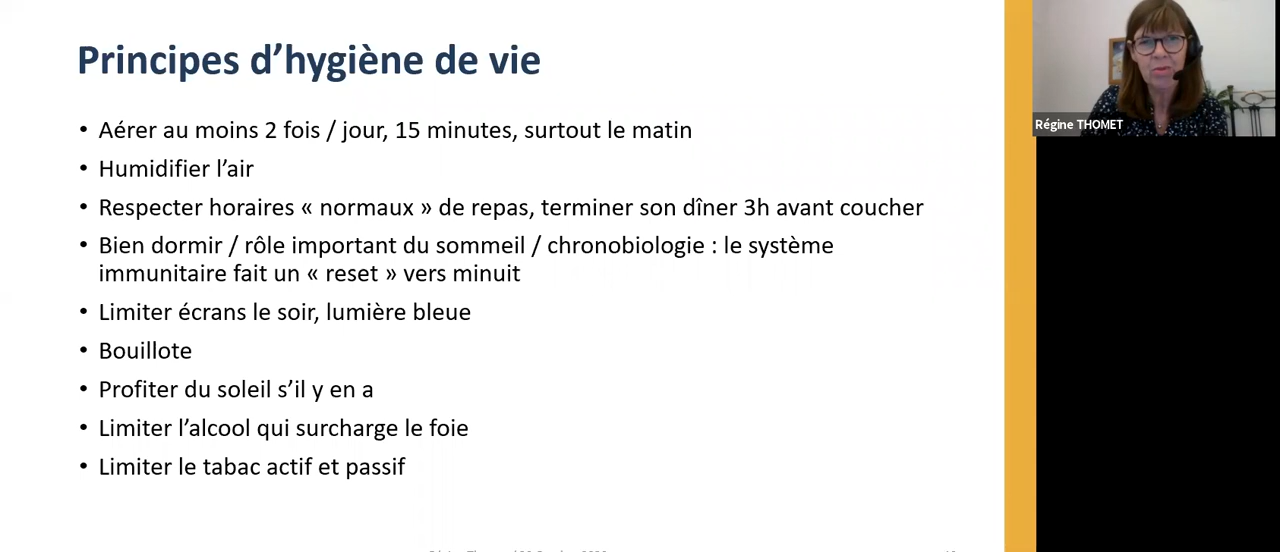 Principes d’hygiène de vie
• Aérer au moins 2 fois / jour, 15 minutes, surtout le matin
• Humidifier l’air
• Respecter horaires « normaux » de repas, terminer son dîner 3h avant coucher
• Bien dormir / rôle important du sommeil / chronobiologie : le système
immunitaire fait un « reset » vers minuit
• Limiter écrans le soir, lumière bleue
• Bouillote
• Profiter du soleil s’il y en a
• Limiter l’alcool qui surcharge le foie
• Limiter le tabac actif et passif
Régine THOMET